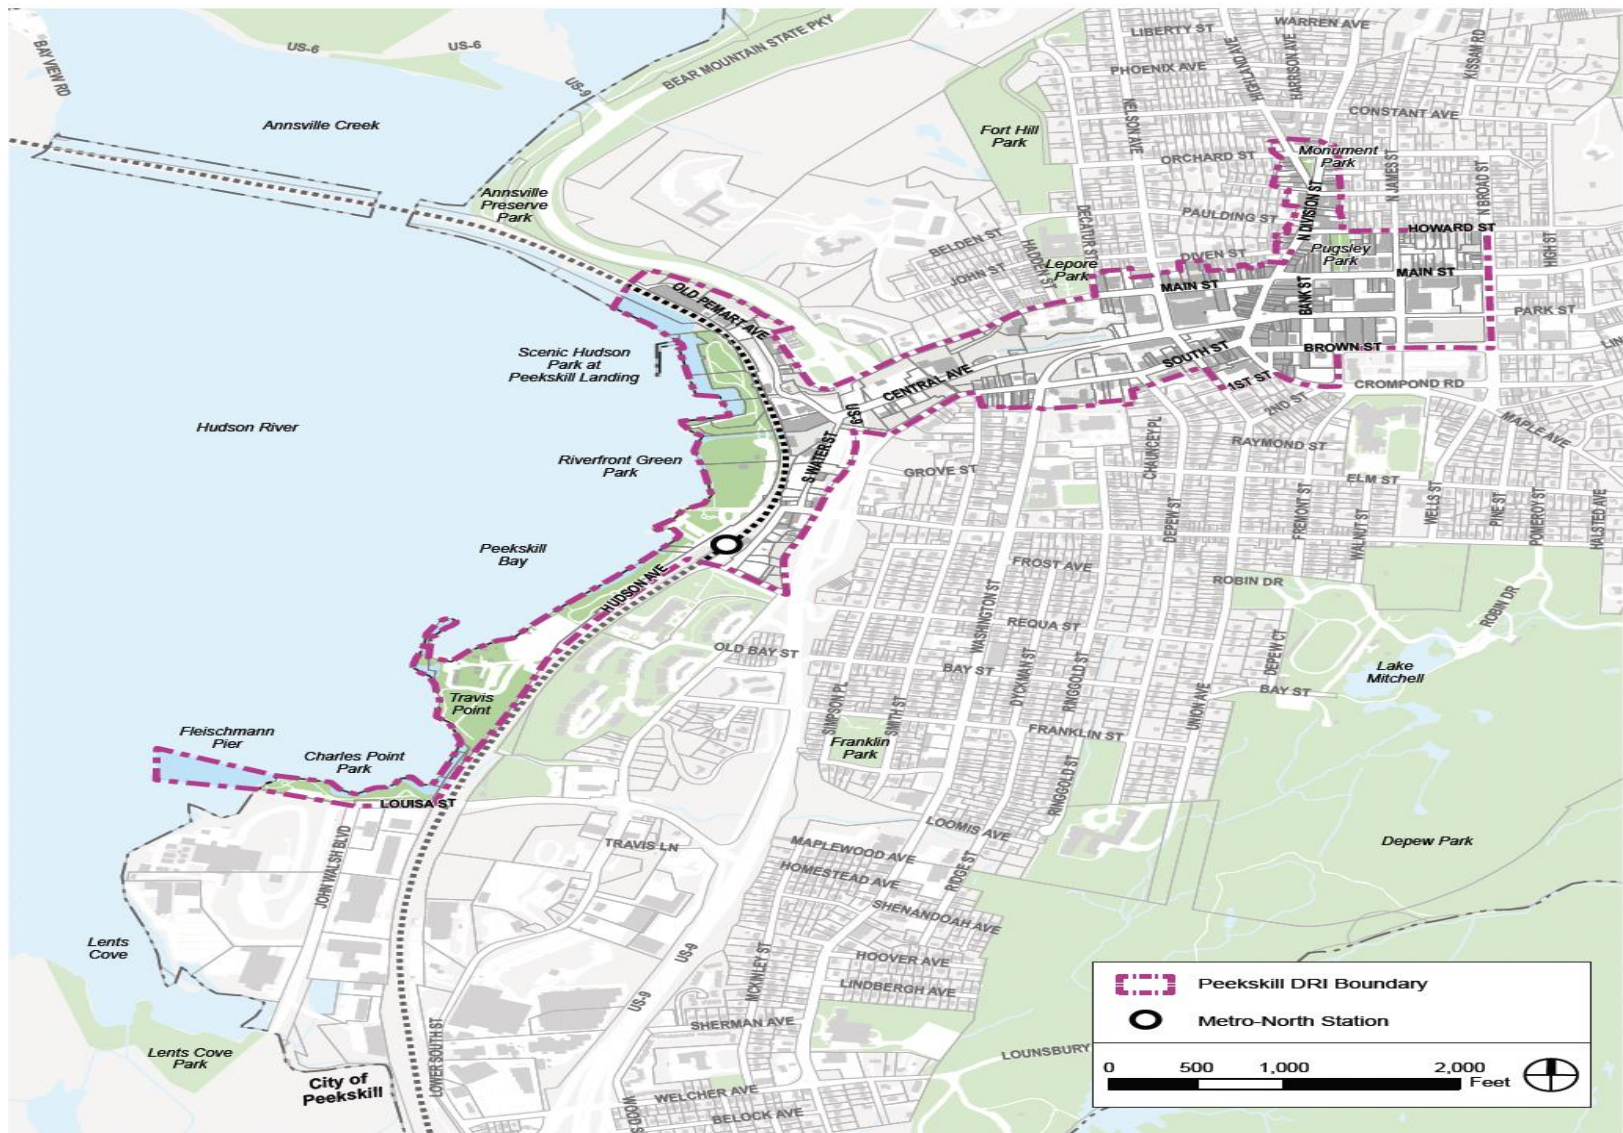 US-6
US-6
BAY VIEW RD
US-9
BEAR MOUNTAIN STATE PKY
LIBERTY ST
WARREN AVE
PHOENIX AVE
HIGHLAND AVE
HARRISON AVE
KISSAM RD
NELSON AVE
CONSTANT AVE
Annsville Creek
Fort Hill
Park
ORCHARD ST
Monument
Park
N JAMES ST
N BROAD ST
Annsville
Preserve
Park
DECATUR ST
PAULDING ST
N DIVISION ST
HOWARD ST
BELDEN ST
HADDEN ST
DIVEN ST
Pugsley
Park
HIGH ST
JOHN ST
Lepore
Park
MAIN ST
MAIN ST
BANK ST
PARK ST
OLD PEMART AVE
Scenic Hudson
Park at
Peekskill Landing
SOUTH ST
BROWN ST
CENTRAL AVE
1ST ST
CROMPOND RD
2ND ST
US-9
Hudson River
CHAUNCEY PL
RAYMOND ST
MAPLE AVE
Riverfront Green
Park
S WATER ST
GROVE ST
ELM ST
DEPEW ST
FREMONT ST
WALNUT ST
WELLS ST
PINE ST
POMEROY ST
HALSTED AVE
Peekskill
Bay
HUDSON AVE
FROST AVE
ROBIN DR
ROBIN DR
WASHINGTON ST
REQUA ST
OLD BAY ST
BAY ST
DYCKMAN ST
RINGGOLD ST
DEPEW CT
Lake
Mitchell
BAY ST
Travis
Point
SIMPSON PL
SMITH ST
UNION AVE
Fleischmann
Pier
Franklin
Park
FRANKLIN ST
Charles Point
Park
LOUISA ST
RINGGOLD ST
JOHN WALSH BLVD
TRAVIS LN
LOOMIS AVE
MAPLEWOOD AVE
Depew Park
HOMESTEAD AVE
RIDGE ST
SHENANDOAH AVE
Lents
Cove
US-9
US-9
MCKINLEY ST
HOOVER AVE
LINDBERGH AVE
SHERMAN AVE
LOWER SOUTH ST
Lents Cove
Park
LOUNSBURY
City of
Peekskill
WELCHER AVE
WOODS
BELOCK AVE
Peekskill DRI Boundary
Metro-North Station
0 500 1,000 2,000
Feet